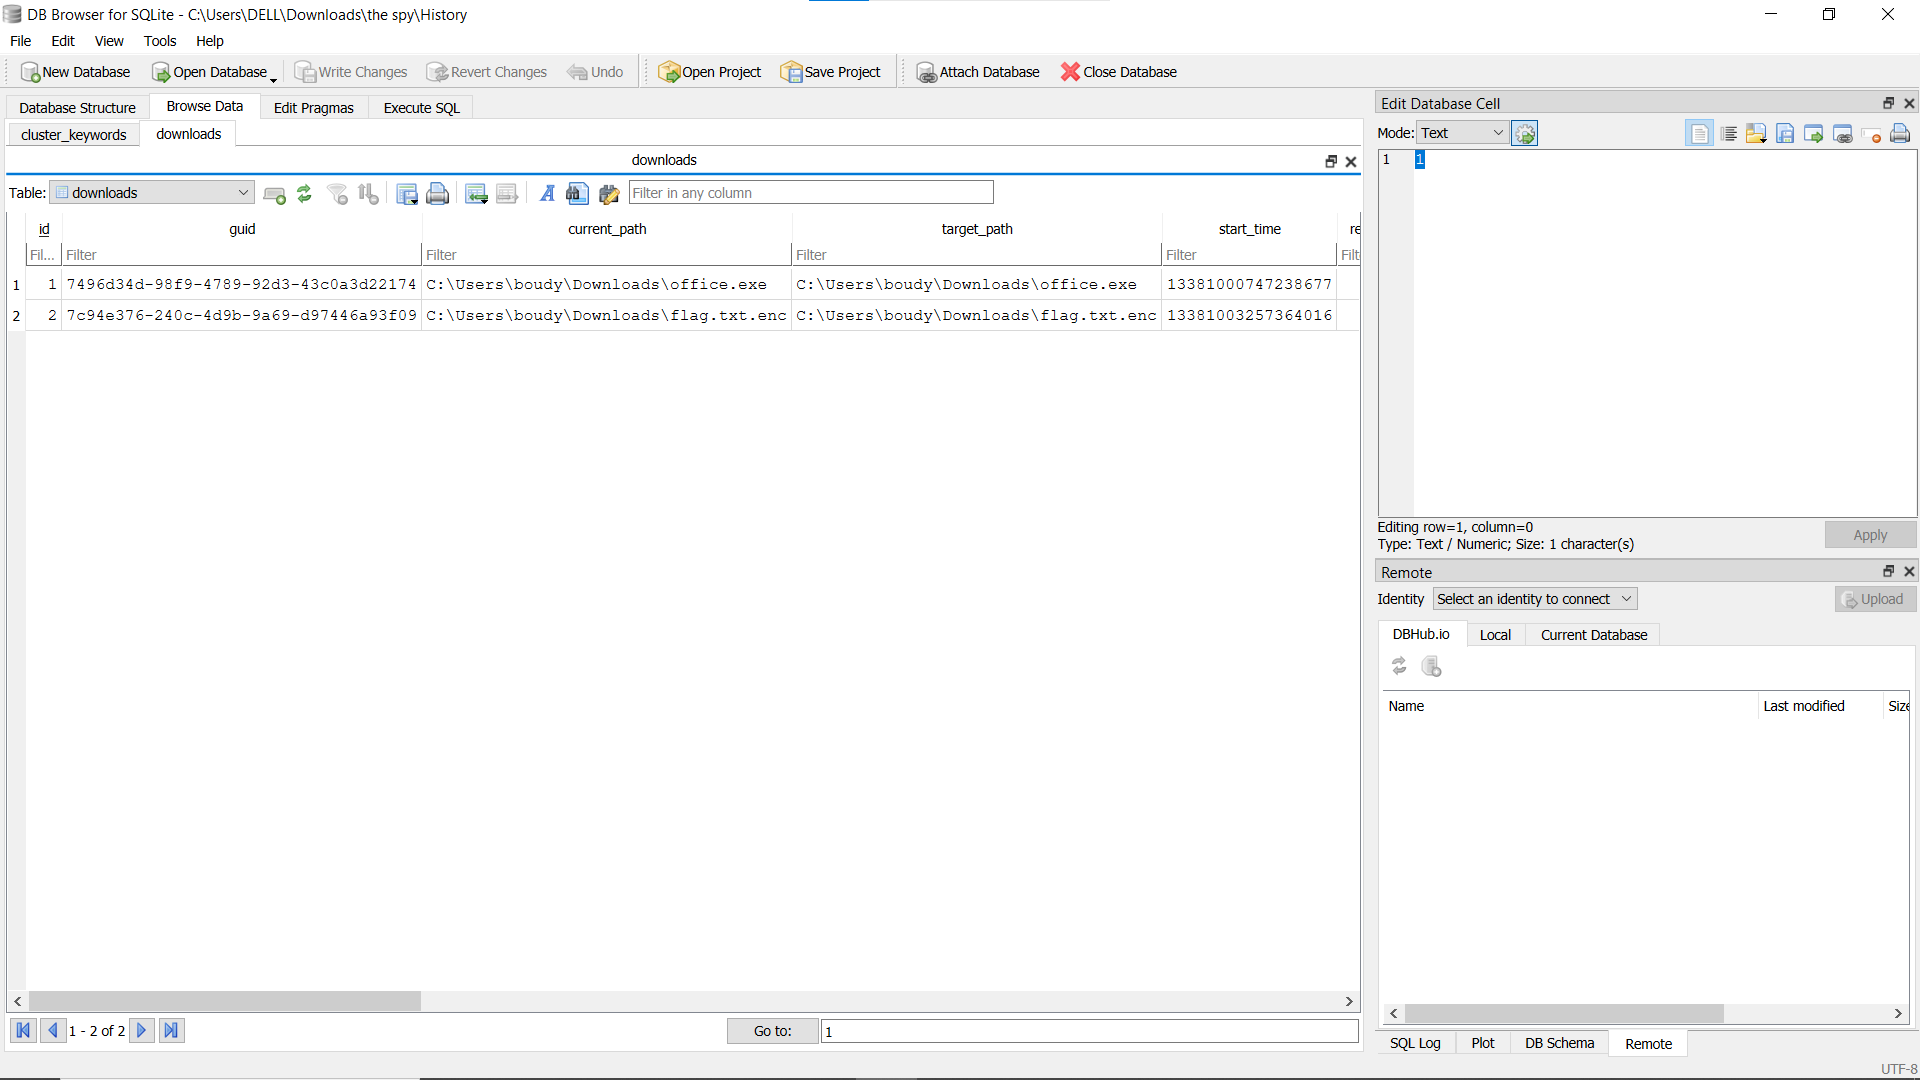 DB Browser for SQLite - C:\Users\DELL\Downloads\the spy\History
File Edit View Tools Help
New Database Open Database Write Changes Revert Changes Undo Open Project Save Project Attach Database Close Database
Database Structure Browse Data Edit Pragmas Execute SQL
cluster_keywords downloads
downloads
Table: downloads Filter in any column
id guid current_path target_path start_time re
Fil... Filter Filter Filter Filter Filt
1 1 7496d34d-98f9-4789-92d3-43c0a3d22174 C:\Users\boudy\Downloads\office.exe C:\Users\boudy\Downloads\office.exe 13381000747238677
2 2 7c94e376-240c-4d9b-9a69-d97446a93f09 C:\Users\boudy\Downloads\flag.txt.enc C:\Users\boudy\Downloads\flag.txt.enc 13381003257364016
1 - 2 of 2 Go to: 1
Edit Database Cell
Mode: Text
1 1
Editing row=1, column=0
Type: Text / Numeric; Size: 1 character(s)
Apply
Remote
Identity Select an identity to connect Upload
DBHub.io Local Current Database
Name Last modified Size
SQL Log Plot DB Schema Remote
UTF-8